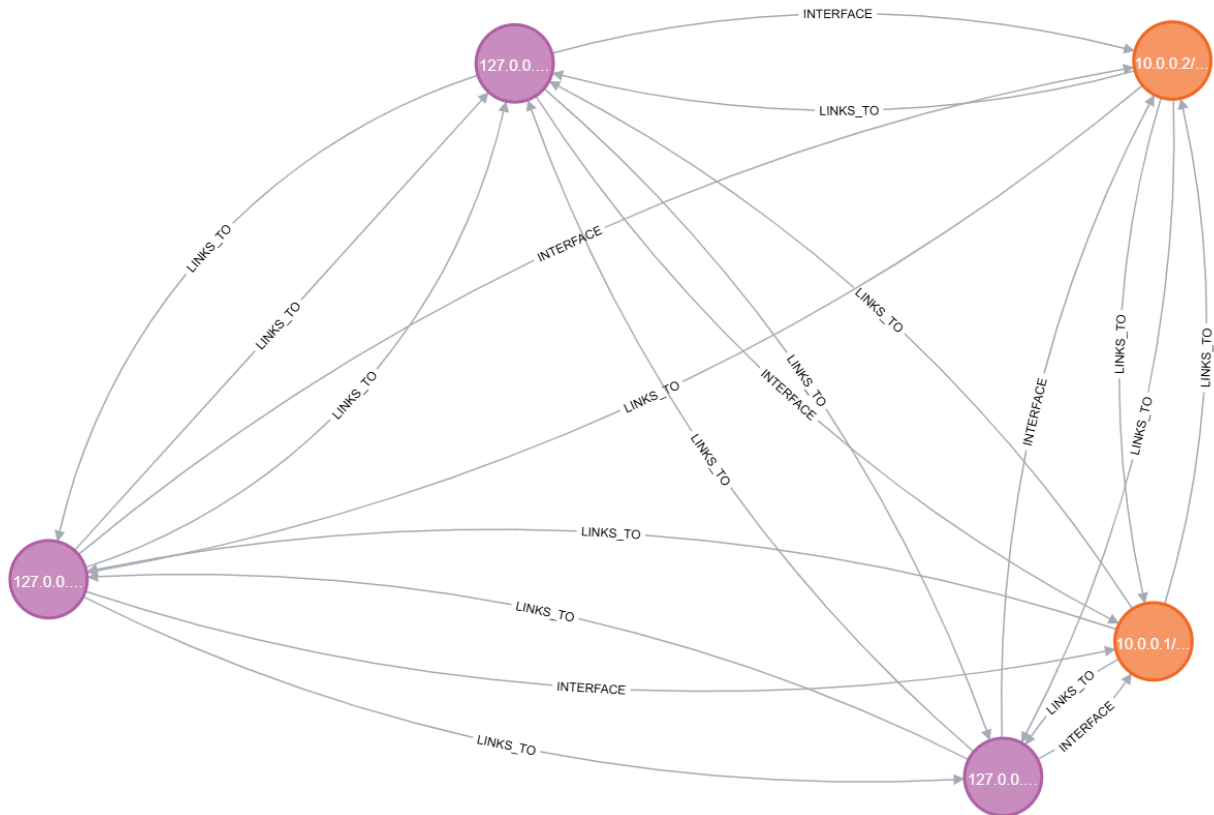 INTERFACE
127.0.0....
10.0.0.2/...
LINKS_TO
LINKS_TO
INTERFACE
LINKS_TO
LINKS_TO
LINKS_TO
LINKS_TO
LINKS_TO
LINKS_TO
LINKS_TO
INTERFACE
LINKS_TO
INTERFACE
LINKS_TO
LINKS_TO
LINKS_TO
127.0.0....
LINKS_TO
10.0.0.1/...
INTERFACE
LINKS_TO
INTERFACE
LINKS_TO
127.0.0....